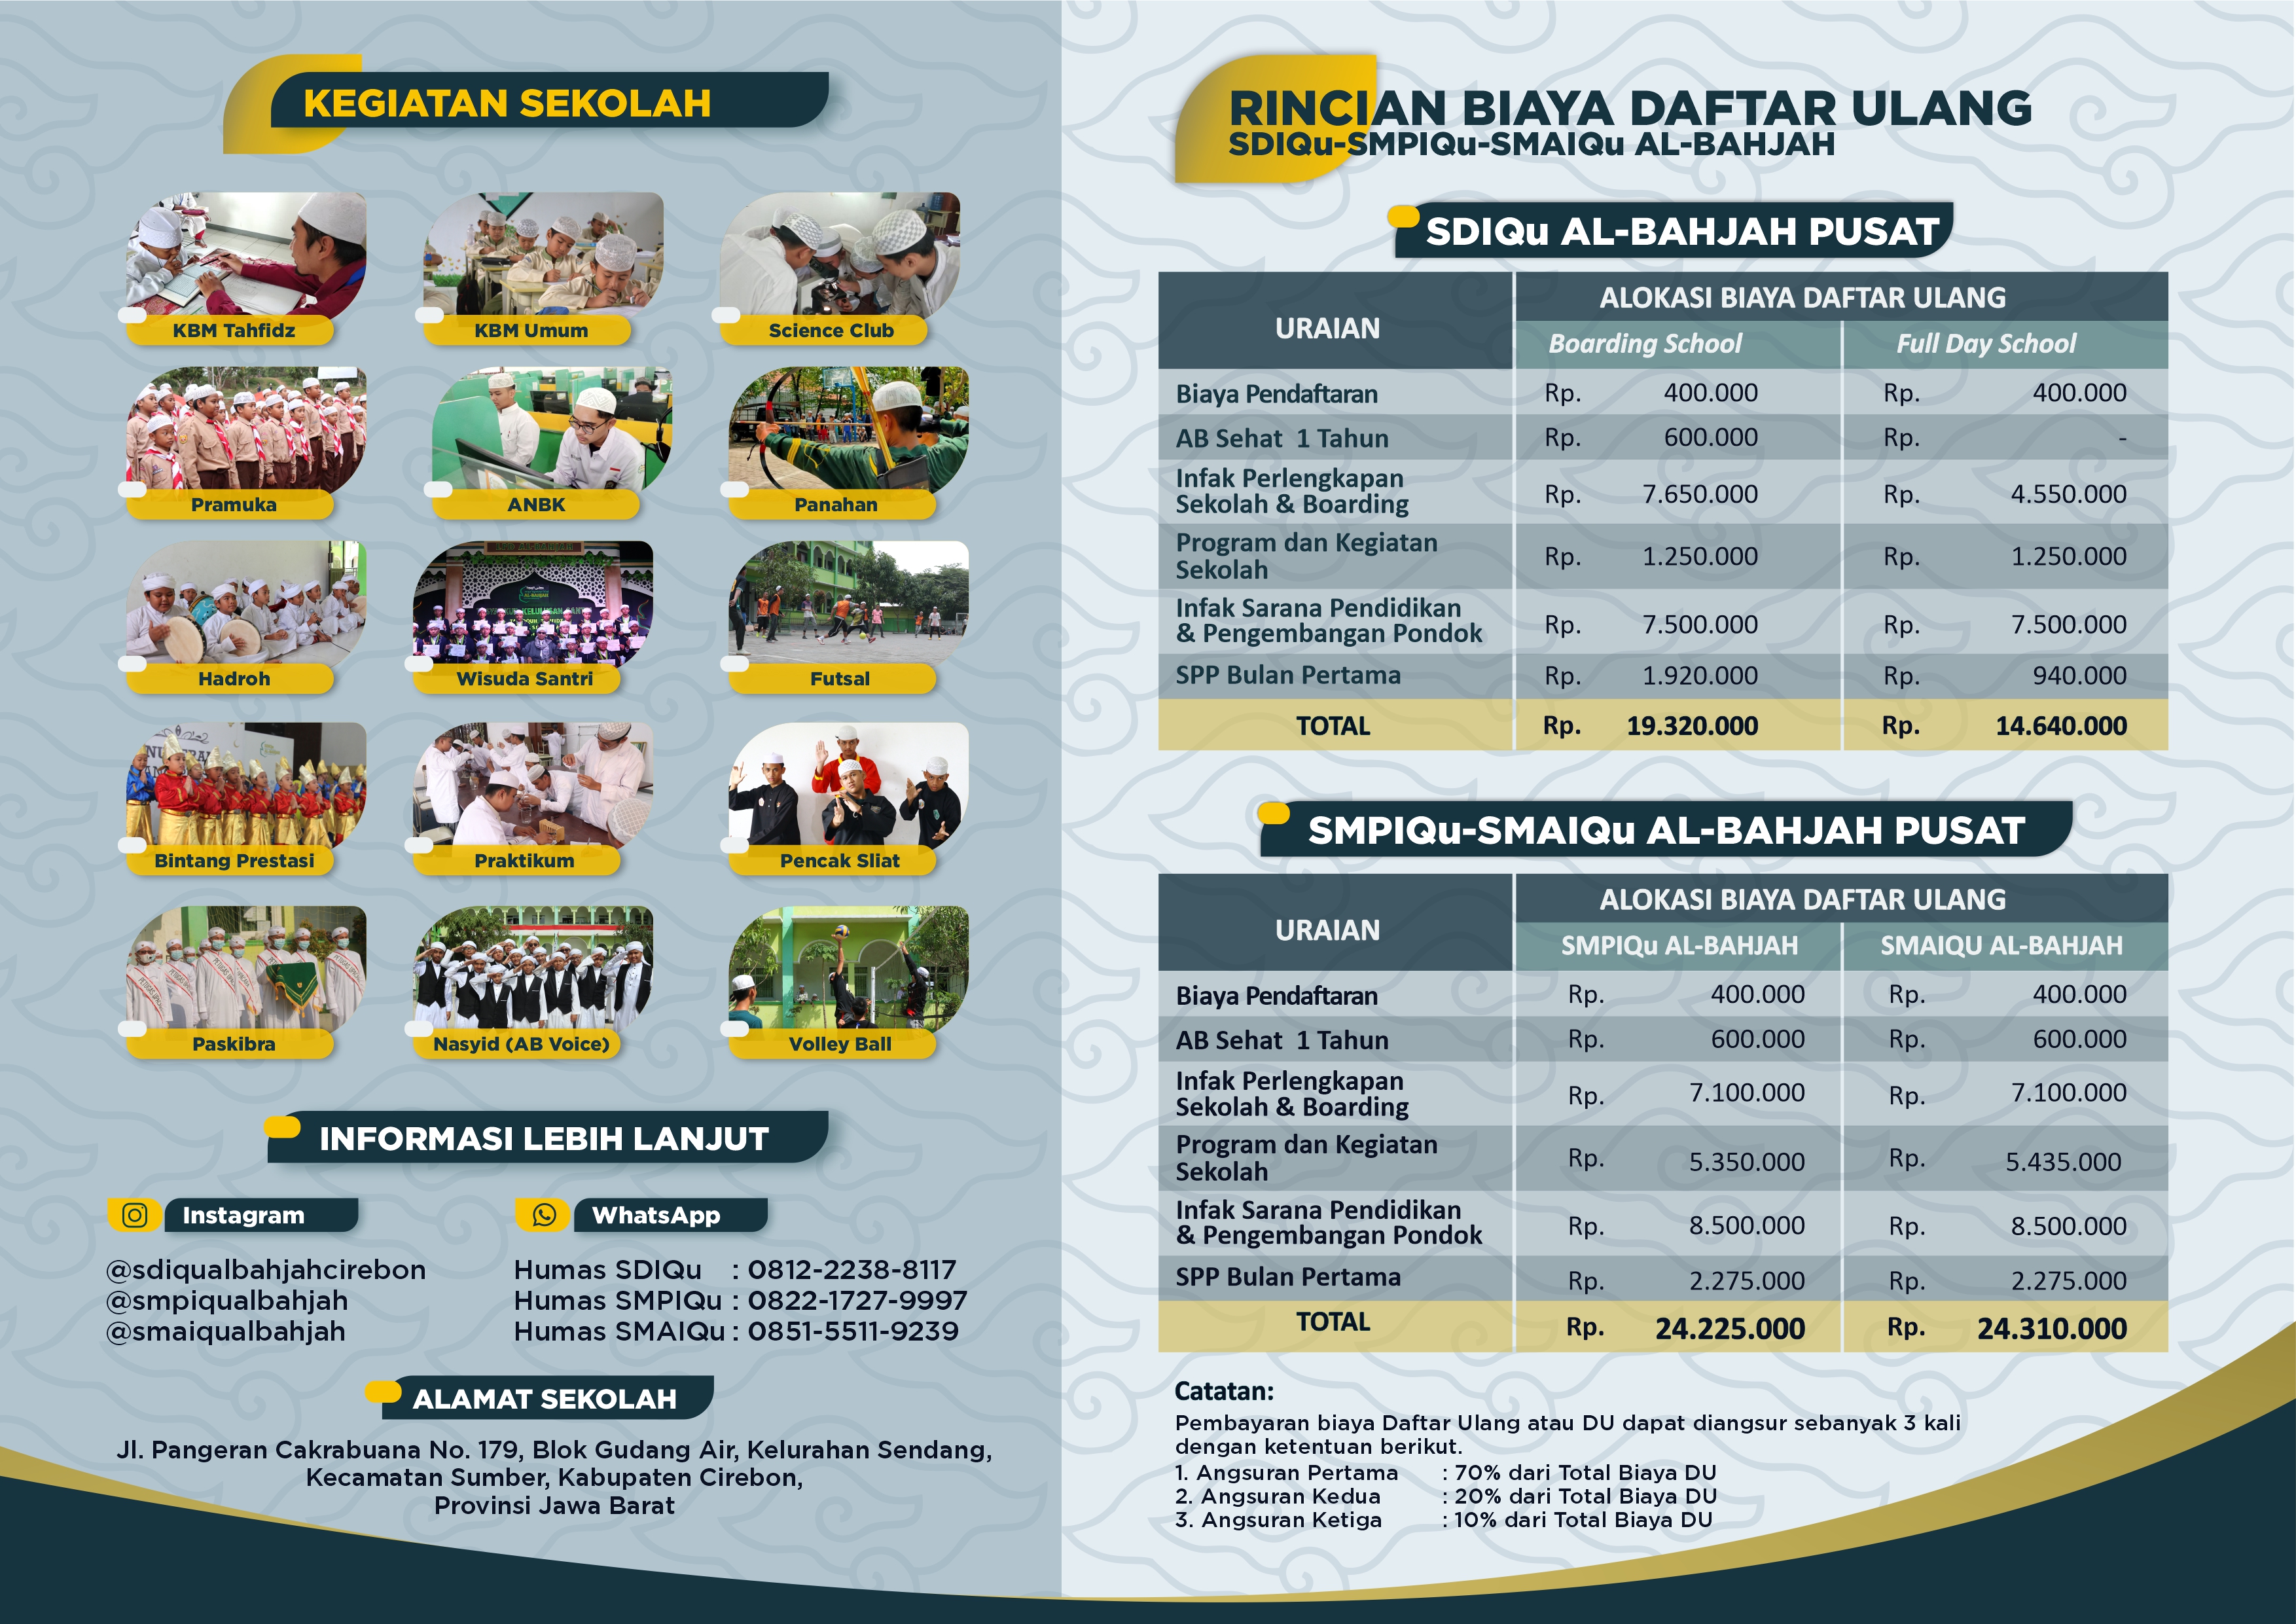 KEGIATAN SEKOLAH
KBM Tahfidz
KBM Umum
Science Club
Pramuka
ANBK
Panahan
Hadroh
Wisuda Santri
Futsal
Bintang Prestasi
Praktikum
Pencak Sliat
Paskibra
Nasyid (AB Voice)
Volley Ball
INFORMASI LEBIH LANJUT
Instagram
@sdiqualbahjahcirebon
@smpiqualbahjah
@smaiqualbahjah
WhatsApp
Humas SDIQu : 0812-2238-8117
Humas SMPIQu : 0822-1727-9997
Humas SMAIQu : 0851-5511-9239
ALAMAT SEKOLAH
Jl. Pangeran Cakrabuana No. 179, Blok Gudang Air, Kelurahan Sendang,
Kecamatan Sumber, Kabupaten Cirebon,
Provinsi Jawa Barat
RINCIAN BIAYA DAFTAR ULANG
SDIQu-SMPIQu-SMAIQu AL-BAHJAH
SDIQu AL-BAHJAH PUSAT
URAIAN
ALOKASI BIAYA DAFTAR ULANG
Boarding School Full Day School
Biaya Pendaftaran Rp. 400.000 Rp. 400.000
AB Sehat 1 Tahun Rp. 600.000 Rp. -
Infak Perlengkapan
Sekolah & Boarding Rp. 7.650.000 Rp. 4.550.000
Program dan Kegiatan
Sekolah Rp. 1.250.000 Rp. 1.250.000
Infak Sarana Pendidikan
& Pengembangan Pondok Rp. 7.500.000 Rp. 7.500.000
SPP Bulan Pertama Rp. 1.920.000 Rp. 940.000
TOTAL Rp. 19.320.000 Rp. 14.640.000
SMPIQu-SMAIQu AL-BAHJAH PUSAT
URAIAN
ALOKASI BIAYA DAFTAR ULANG
SMPIQu AL-BAHJAH SMAIQU AL-BAHJAH
Biaya Pendaftaran Rp. 400.000 Rp. 400.000
AB Sehat 1 Tahun Rp. 600.000 Rp. 600.000
Infak Perlengkapan
Sekolah & Boarding Rp. 7.100.000 Rp. 7.100.000
Program dan Kegiatan
Sekolah Rp. 5.350.000 Rp. 5.435.000
Infak Sarana Pendidikan
& Pengembangan Pondok Rp. 8.500.000 Rp. 8.500.000
SPP Bulan Pertama Rp. 2.275.000 Rp. 2.275.000
TOTAL Rp. 24.225.000 Rp. 24.310.000
Catatan:
Pembayaran biaya Daftar Ulang atau DU dapat diangsur sebanyak 3 kali
dengan ketentuan berikut.
1. Angsuran Pertama : 70% dari Total Biaya DU
2. Angsuran Kedua : 20% dari Total Biaya DU
3. Angsuran Ketiga : 10% dari Total Biaya DU